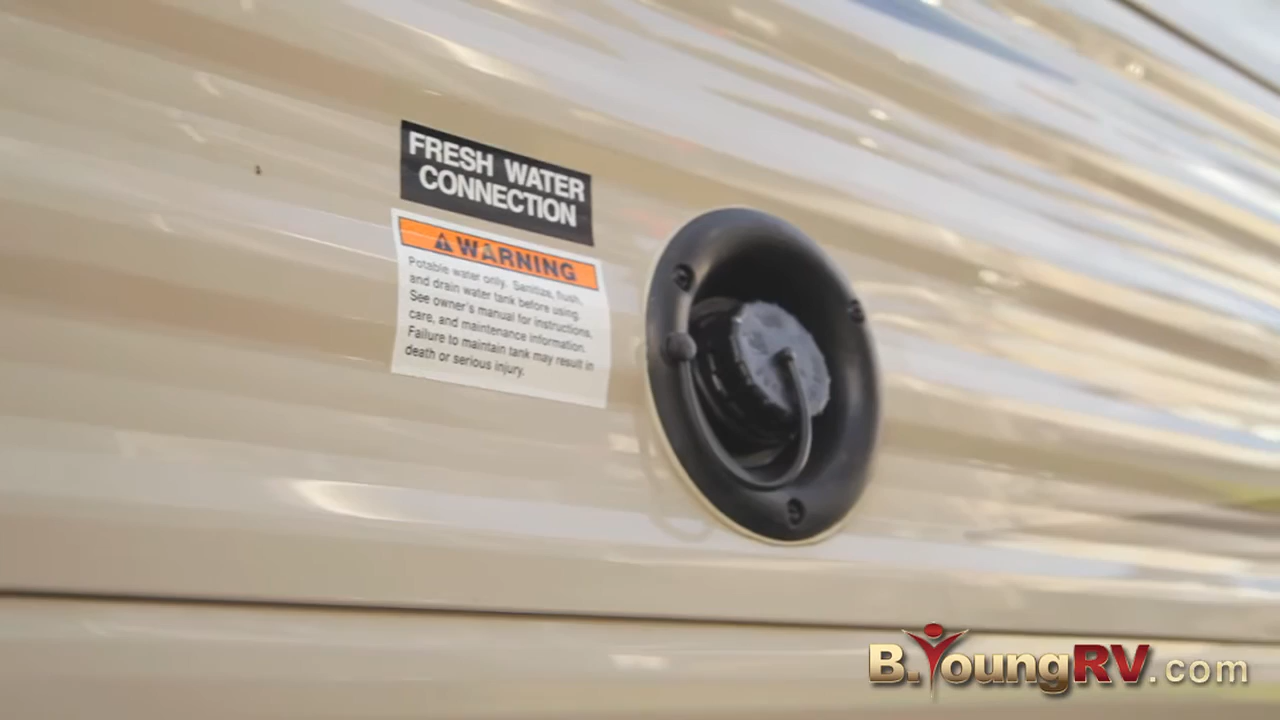 FRESH WATER
CONNECTION
WARNING
Potable water only. Sanitize, flush,
and drain water tank before using.
See owner's manual for instructions,
care, and maintenance information.
Failure to maintain tank may result in
death or serious injury.
B.YoungRV.com